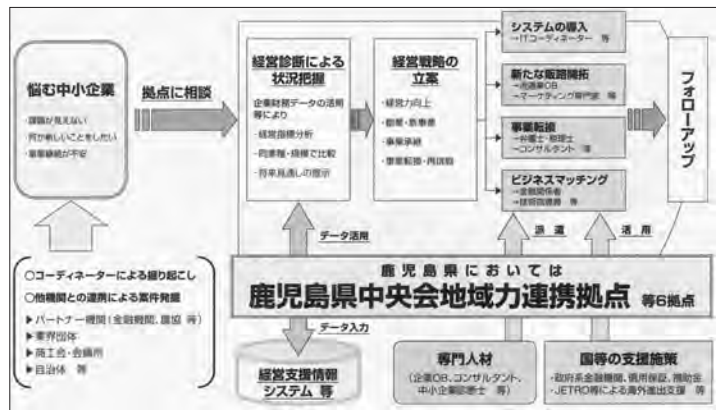 悩む中小企業
・課題が見えない
・何か新しいことをしたい
・事業継続が不安
拠点に相談
経営診断による
状況把握
企業財務データの活用
等により
・経営指標分析
・同業種・規模で比較
・将来見通しの提示
経営戦略の
立案
・経営力向上
・創業・新事業
・事業承継
・事業転換・再挑戦
システムの導入
→ITコーディネーター 等
新たな販路開拓
→流通業OB
→マーケティング専門家 等
事業転換
→弁護士・税理士
→コンサルタント 等
ビジネスマッチング
→金融関係者
→技術指導員 等
フォローアップ
データ活用
派遣
活用
○コーディネーターによる掘り起こし
○他機関との連携による案件発掘
▶パートナー機関(金融機関、農協 等)
▶業界団体
▶商工会・会議所
▶自治体 等
鹿児島県においては
鹿児島県中央会地域力連携拠点 等6拠点
データ入力
経営支援情報
システム 等
専門人材
(企業OB、コンサルタント、
中小企業診断士 等)
国等の支援施策
・政府系金融機関、信用保証、補助金
・JETRO等による海外進出支援 等